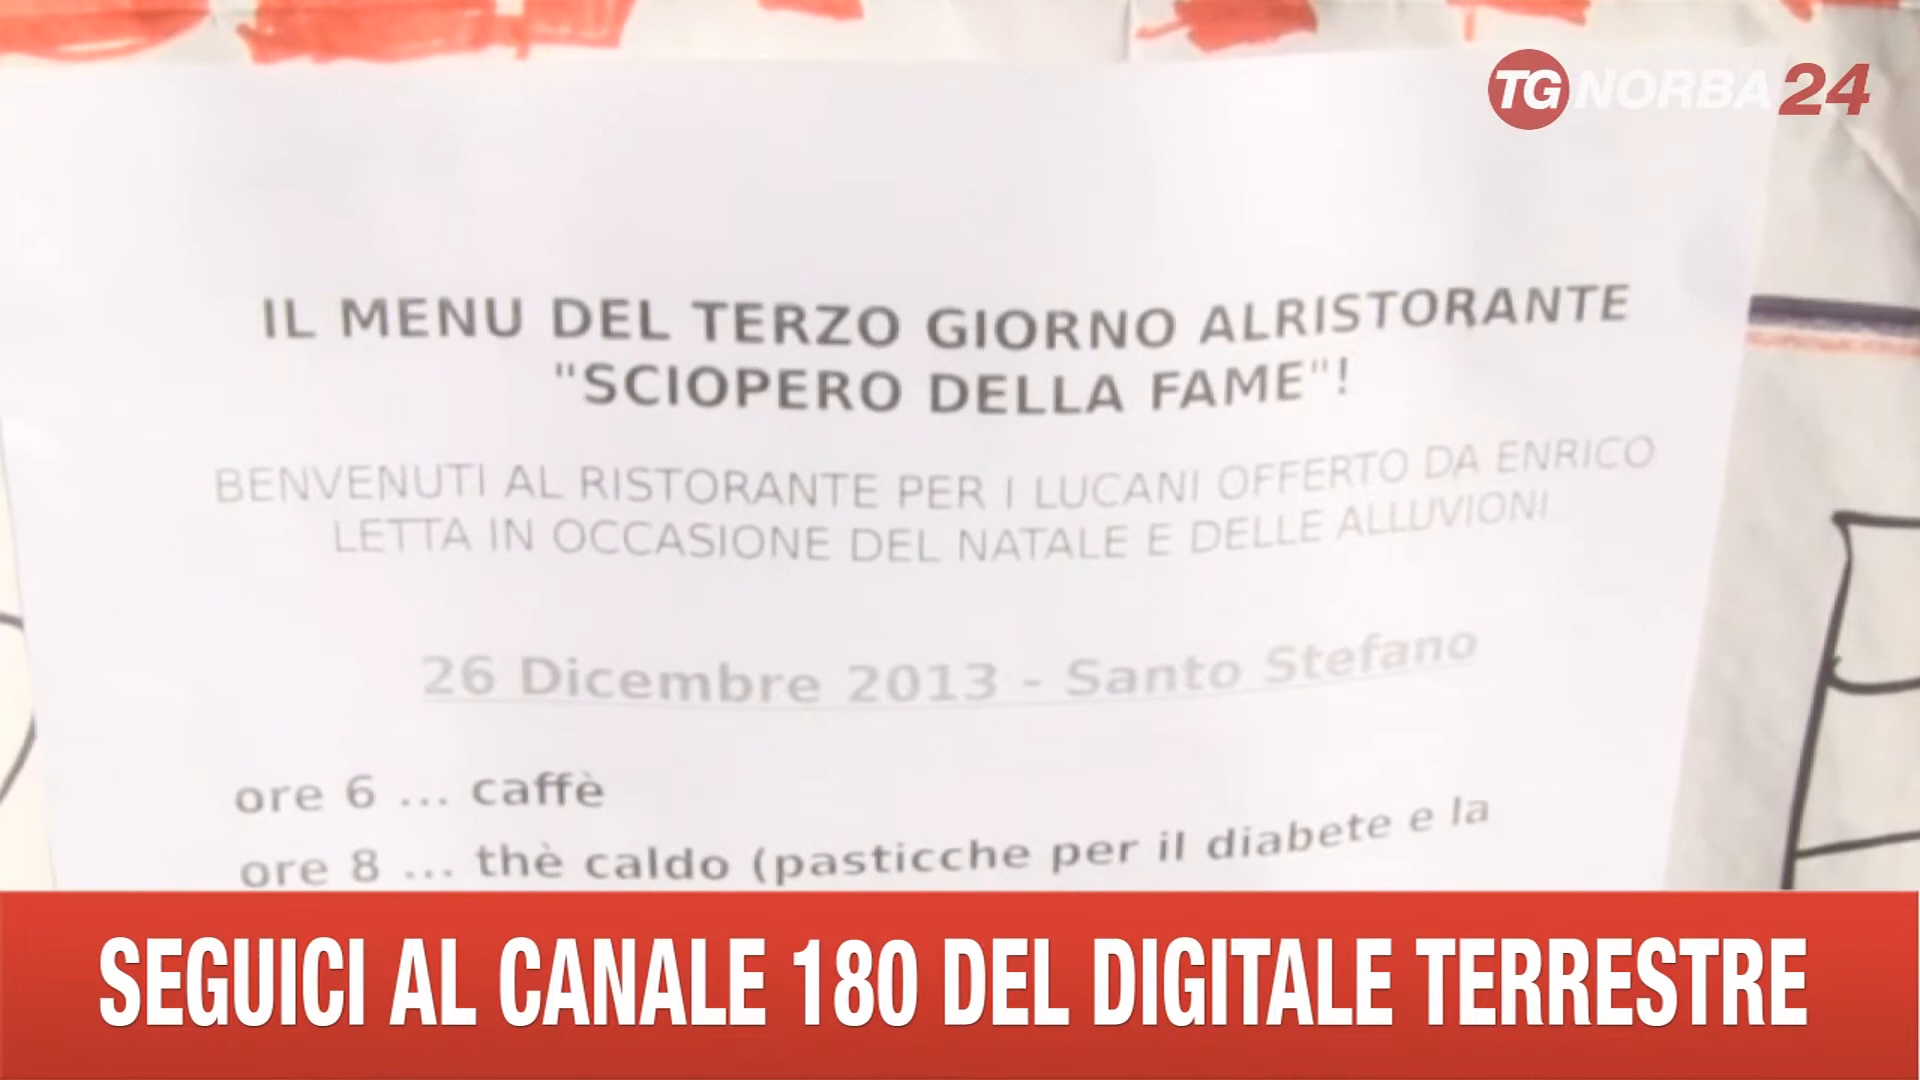 TG NORBA 24
IL MENU DEL TERZO GIORNO ALRISTORANTE
"SCIOPERO DELLA FAME"!
BENVENUTI AL RISTORANTE PER I LUCANI OFFERTO DA ENRICO
LETTA IN OCCASIONE DEL NATALE E DELLE ALLUVIONI
26 Dicembre 2013 - Santo Stefano
ore 6 ... caffè
ore 8 ... thè caldo (pasticche per il diabete e la
SEGUICI AL CANALE 180 DEL DIGITALE TERRESTRE